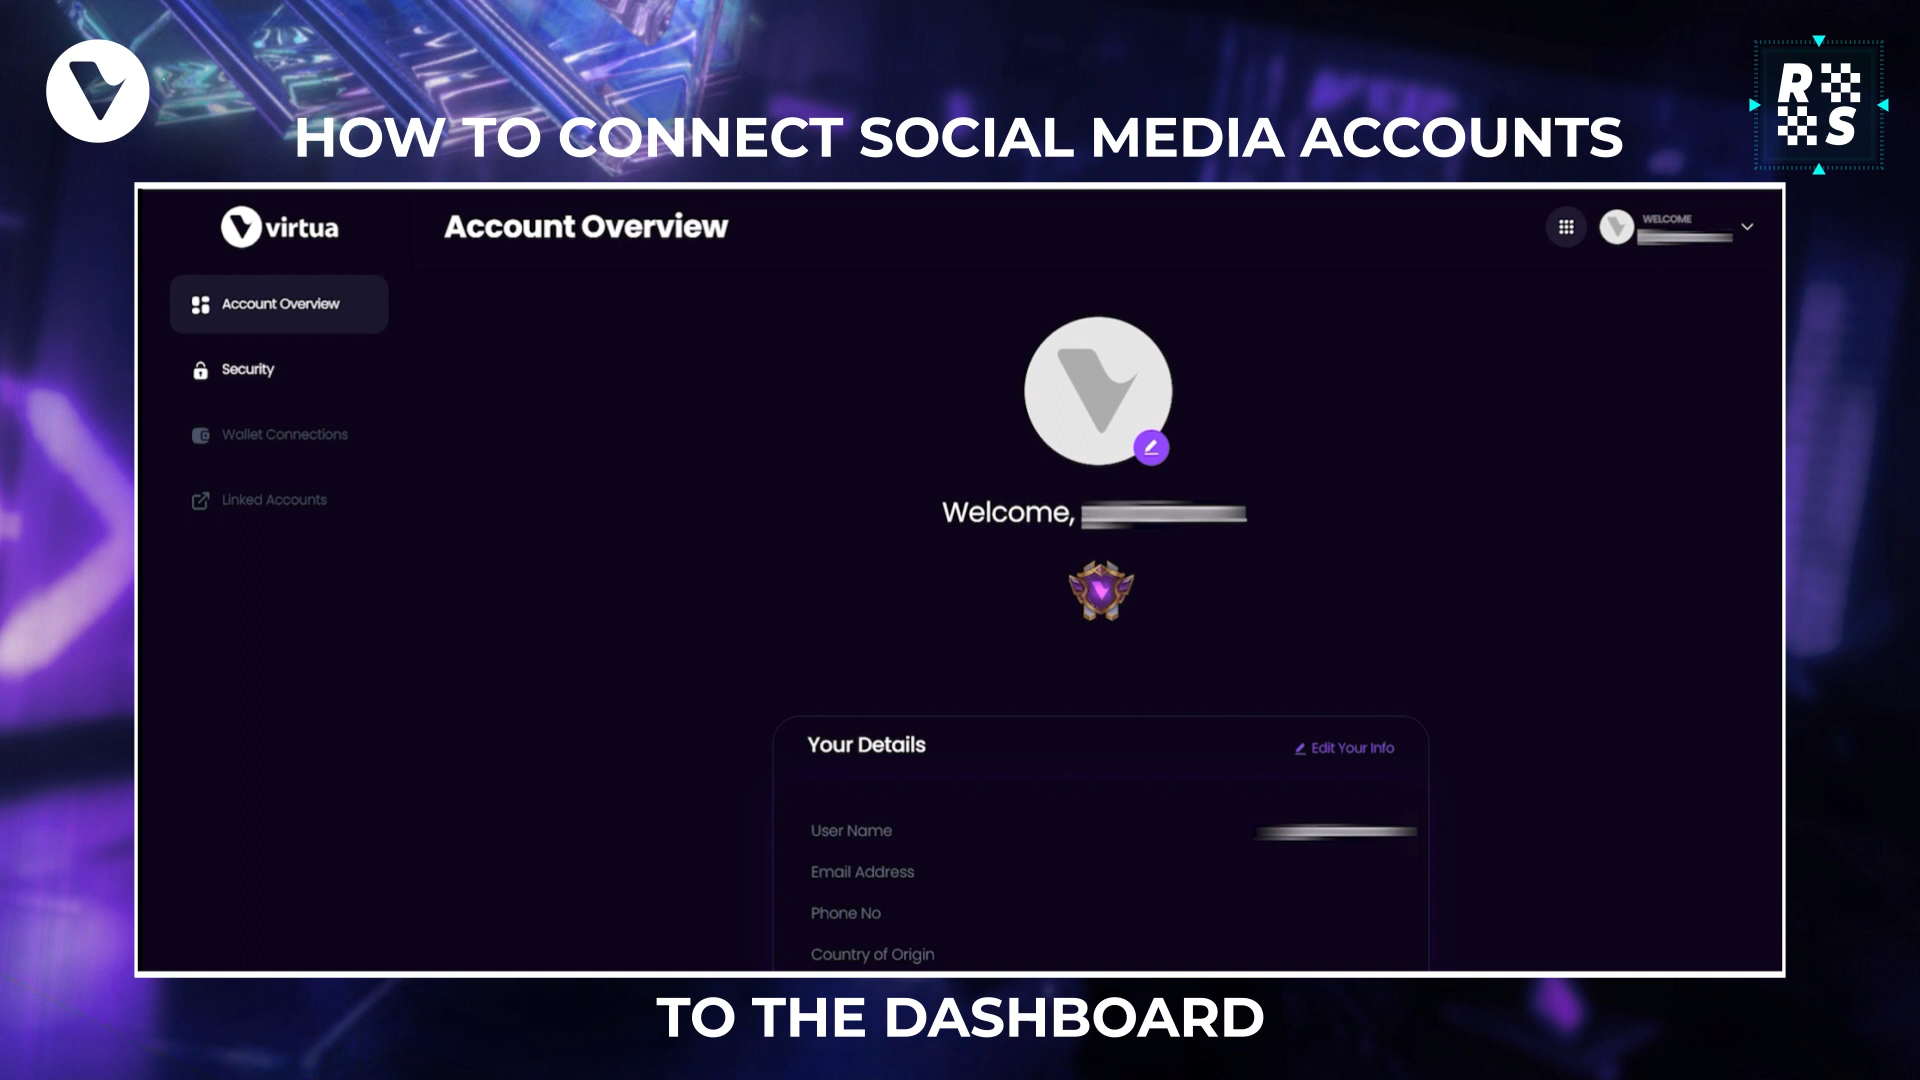 HOW TO CONNECT SOCIAL MEDIA ACCOUNTS
R
S
virtua
Account Overview
WELCOME
Account Overview
Security
Wallet Connections
Linked Accounts
Welcome,
Your Details
Edit Your Info
User Name
Email Address
Phone No
Country of Origin
TO THE DASHBOARD